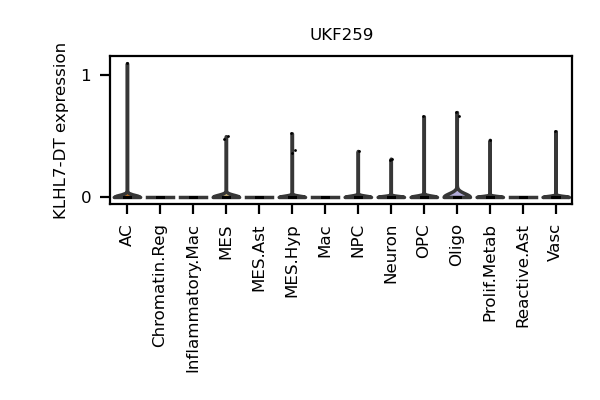 UKF259
KLHL7-DT expression
1
0
AC
Chromatin.Reg
Inflammatory.Mac
MES
MES.Ast
MES.Hyp
Mac
NPC
Neuron
OPC
Oligo
Prolif.Metab
Reactive.Ast
Vasc